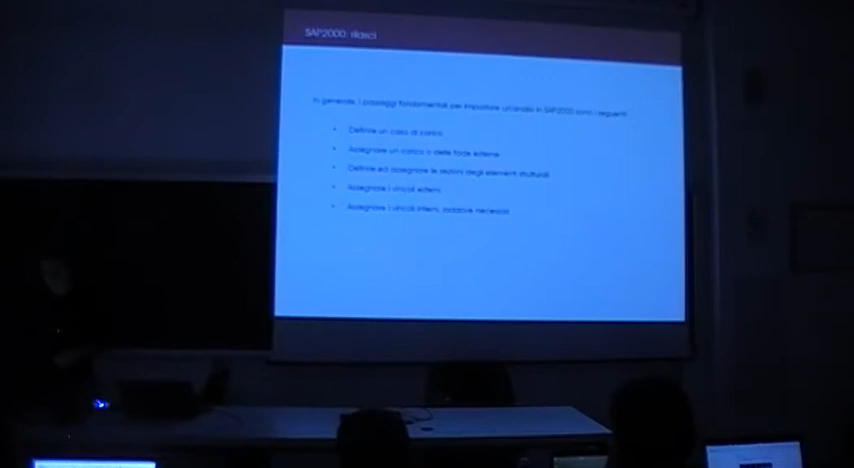 SAP2000: rilasci
In generale, i passaggi fondamentali per impostare un'analisi in SAP2000 sono i seguenti:
• Definire un caso di carico
• Assegnare un carico o delle forze esterne
• Definire ed assegnare le sezioni degli elementi strutturali
• Assegnare i vincoli esterni
• Assegnare i vincoli interni, laddove necessari